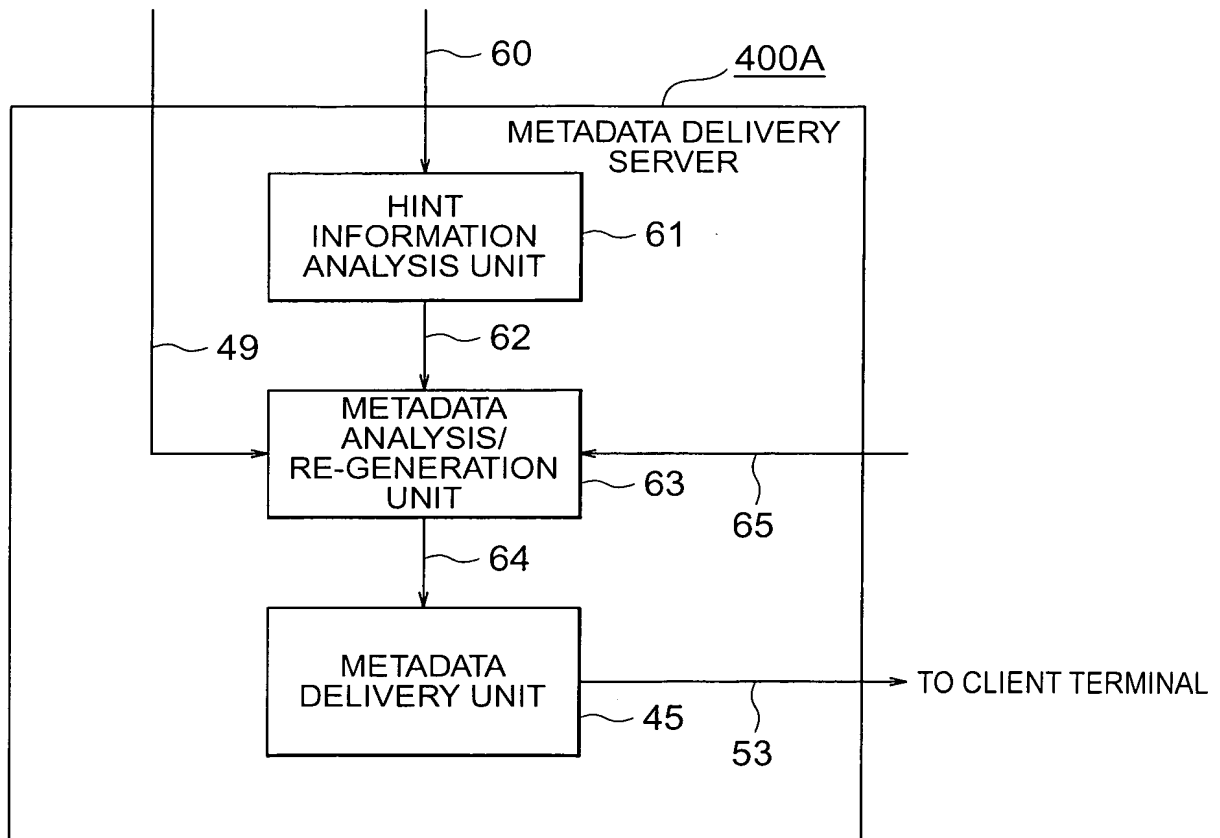 60
400A
METADATA DELIVERY
SERVER
HINT
INFORMATION
ANALYSIS UNIT
61
49
62
METADATA
ANALYSIS/
RE-GENERATION
UNIT
63
65
64
METADATA
DELIVERY UNIT
45
53
TO CLIENT TERMINAL